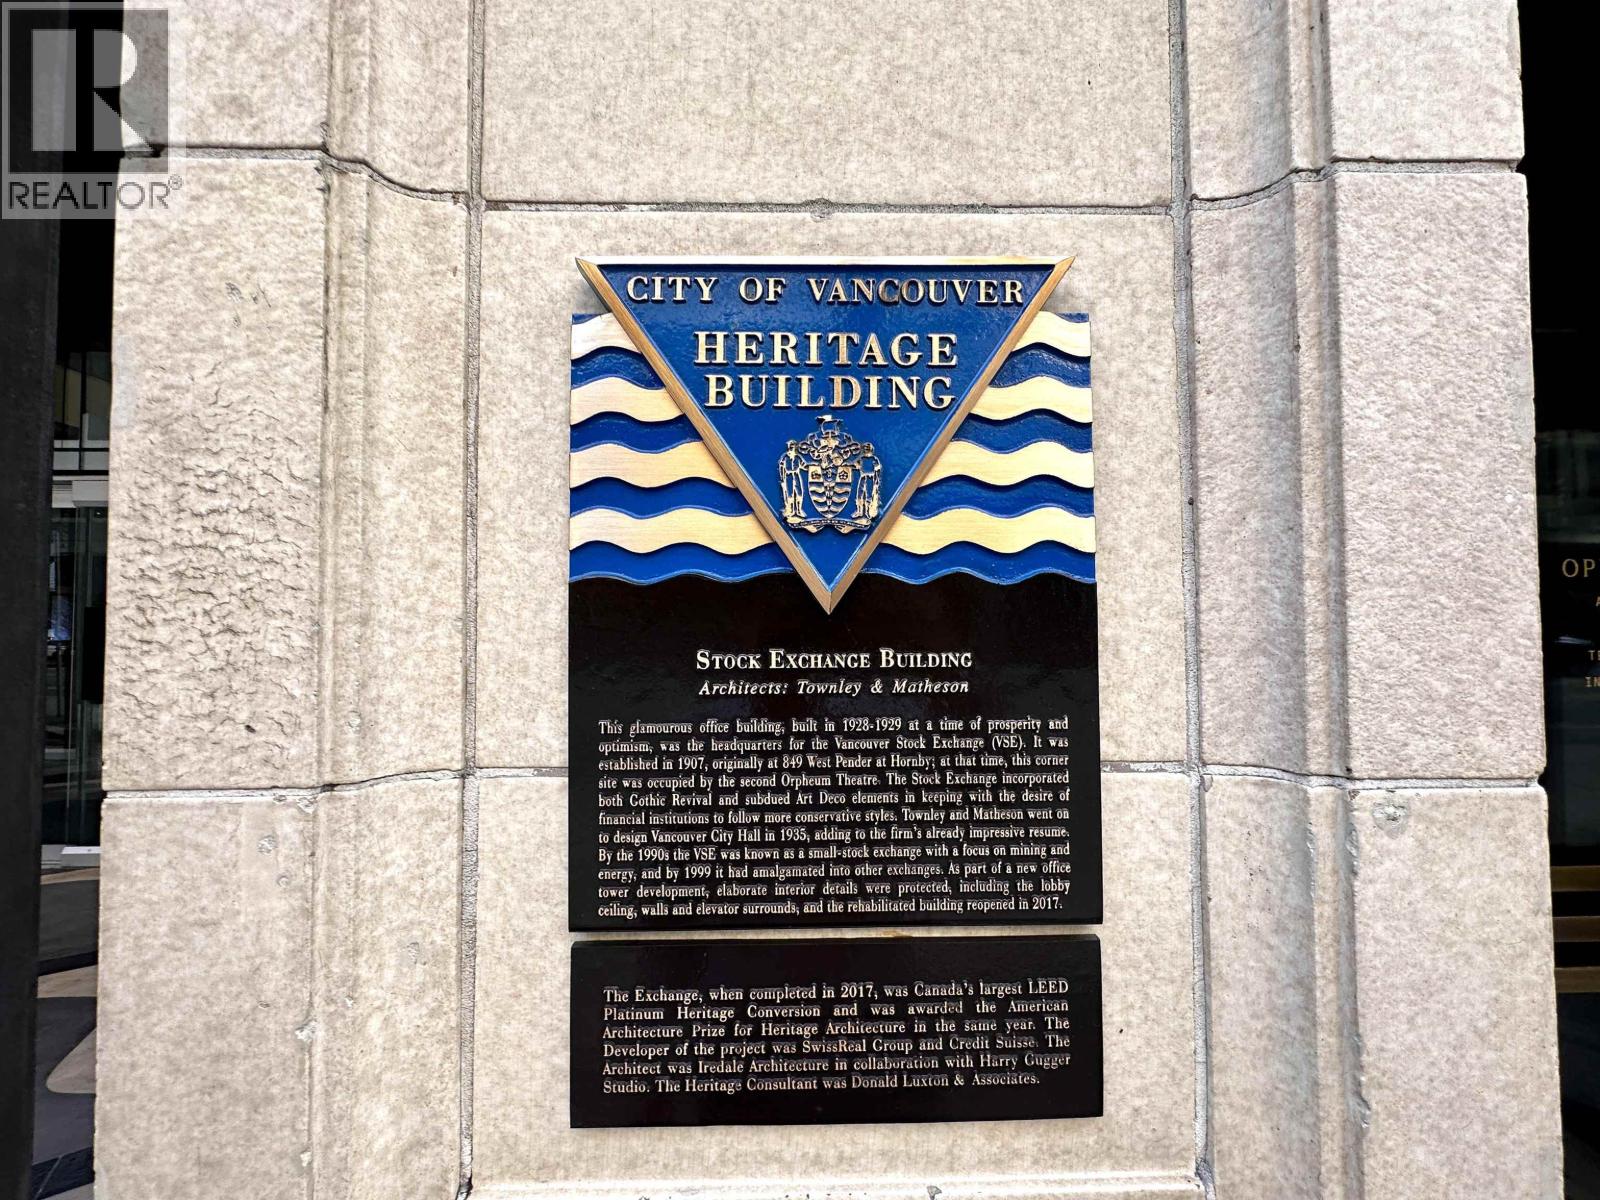 REALTOR®
CITY OF VANCOUVER
HERITAGE
BUILDING
STOCK EXCHANGE BUILDING
Architects: Townley & Matheson
This glamourous office building, built in 1928-1929 at a time of prosperity and
optimism, was the headquarters for the Vancouver Stock Exchange (VSE). It was
established in 1907, originally at 849 West Pender at Hornby; at that time, this corner
site was occupied by the second Orpheum Theatre. The Stock Exchange incorporated
both Gothic Revival and subdued Art Deco elements in keeping with the desire of
financial institutions to follow more conservative styles. Townley and Matheson went on
to design Vancouver City Hall in 1935, adding to the firm's already impressive resume.
By the 1990s the VSE was known as a small-stock exchange with a focus on mining and
energy, and by 1999 it had amalgamated into other exchanges. As part of a new office
tower development, elaborate interior details were protected, including the lobby
ceiling, walls and elevator surrounds, and the rehabilitated building reopened in 2017.
The Exchange, when completed in 2017, was Canada's largest LEED
Platinum Heritage Conversion and was awarded the American
Architecture Prize for Heritage Architecture in the same year. The
Developer of the project was SwissReal Group and Credit Suisse. The
Architect was Iredale Architecture in collaboration with Harry Gugger
Studio. The Heritage Consultant was Donald Luxton & Associates.
OP